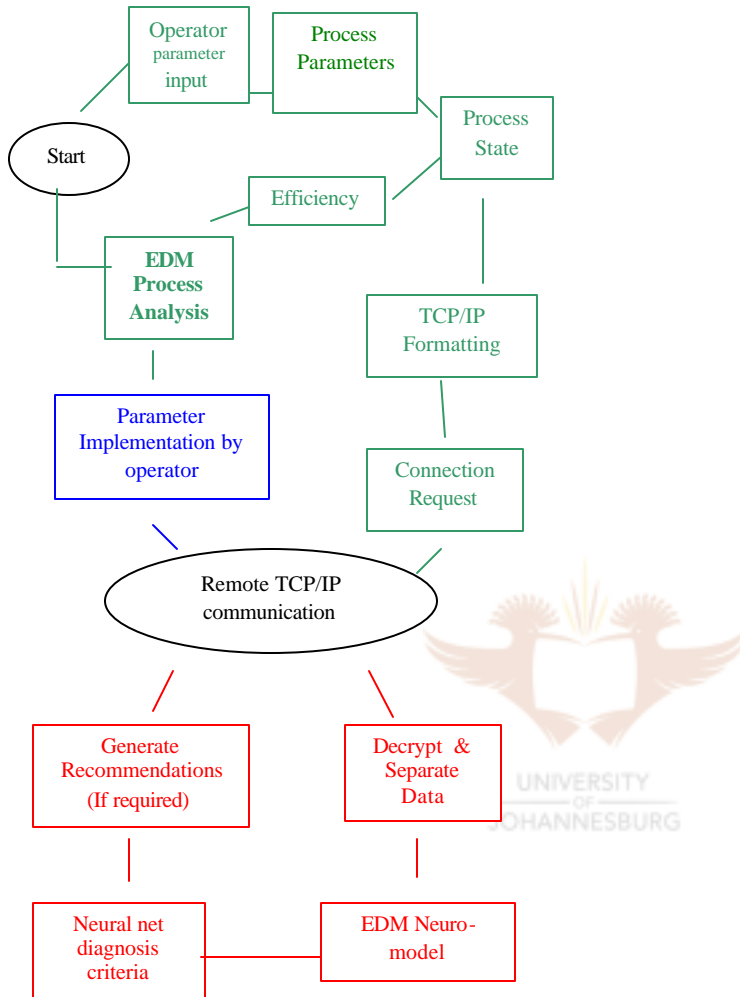 Operator
parameter
input
Process
Parameters
Process
State
Start
Efficiency
EDM
Process
Analysis
TCP/IP
Formatting
Parameter
Implementation by
operator
Connection
Request
Remote TCP/IP
communication
Generate
Recommendations
(If required)
Decrypt &
Separate
Data
UNIVERSITY
OF
JOHANNESBURG
Neural net
diagnosis
criteria
EDM Neuro-
model